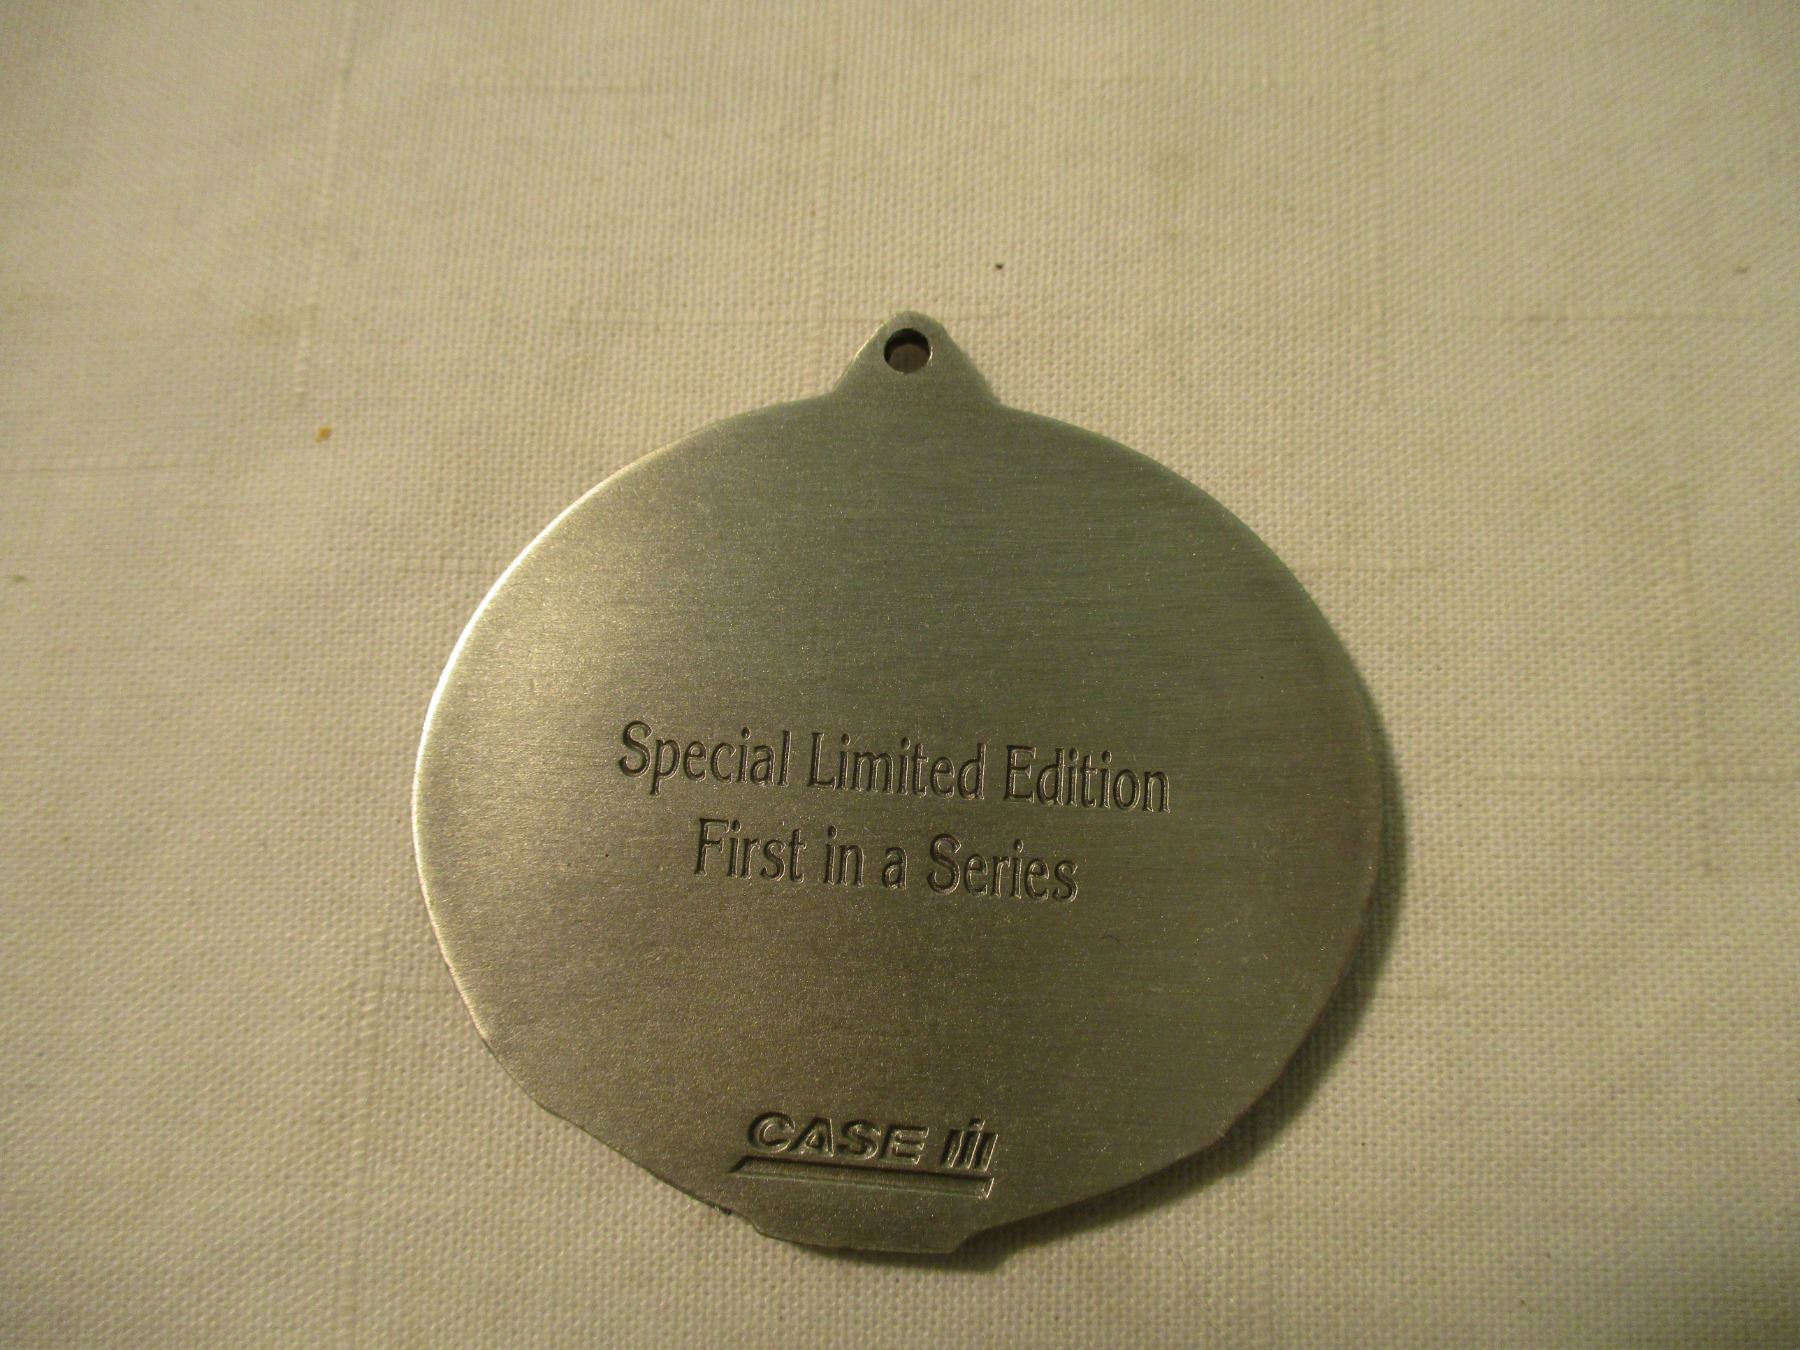 Special Limited Edition
First in a Series
CASE IH